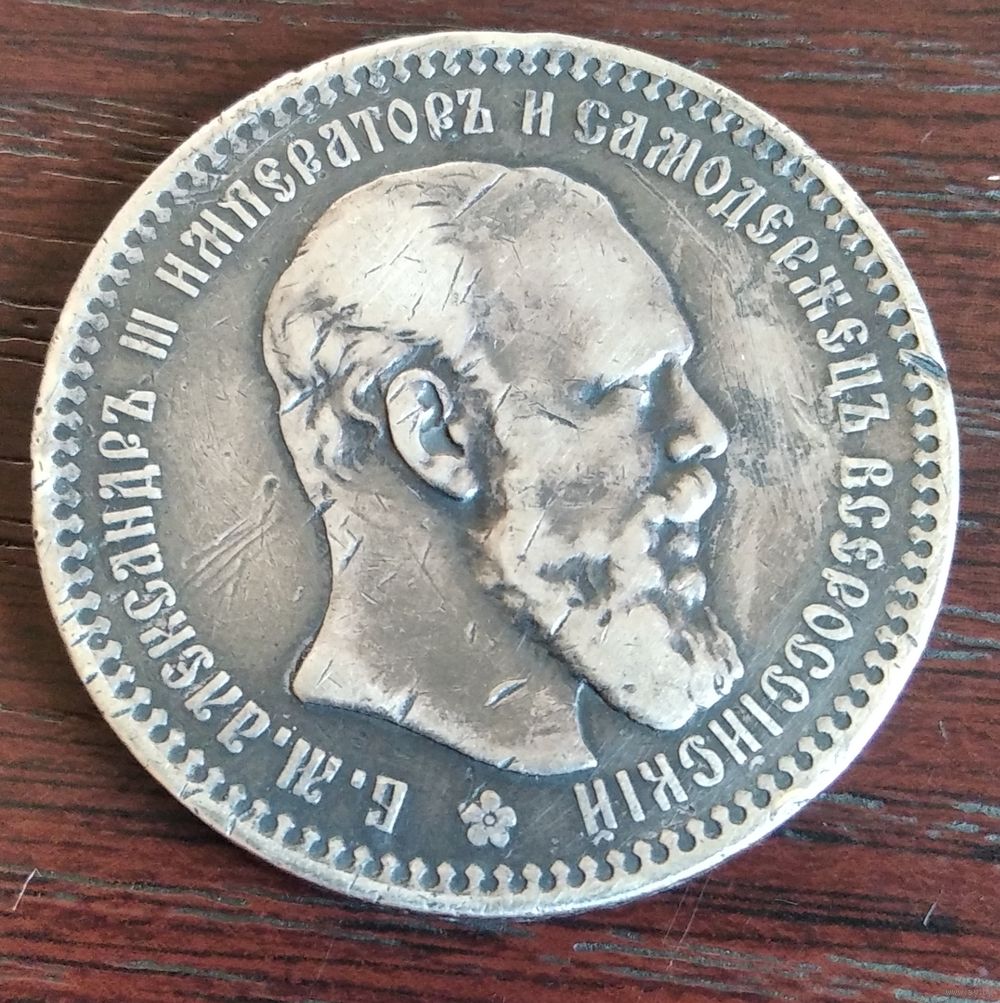 Б. М. АЛЕКСАНДРЪ III ИМПЕРАТОРЪ И САМОДЕРЖЕЦЪ ВСЕРОССІЙСКІЙ